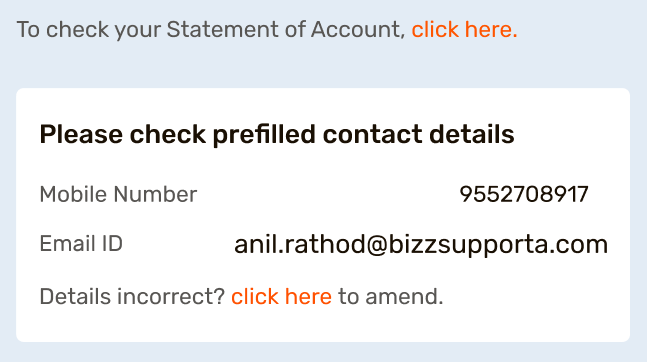 To check your Statement of Account, click here.
Please check prefilled contact details
Mobile Number 9552708917
Email ID anil.rathod@bizzsupporta.com
Details incorrect? click here to amend.